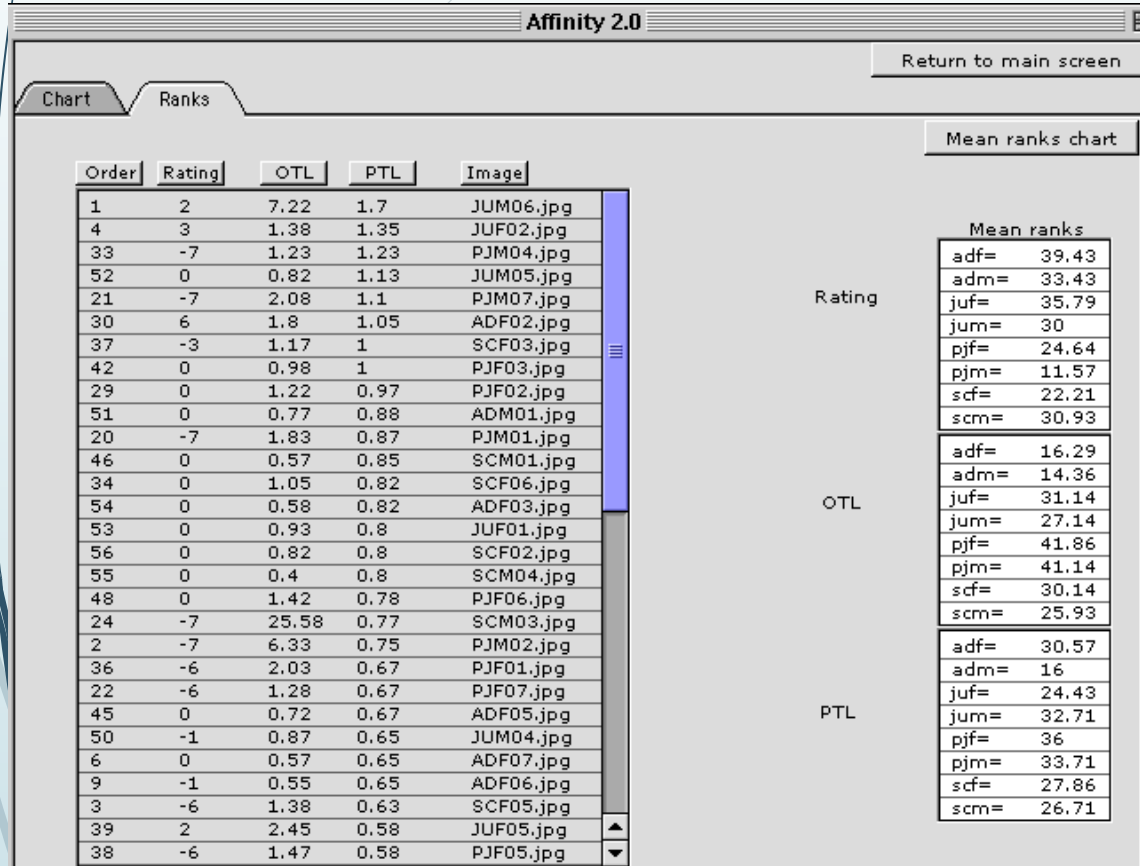 Affinity 2.0
Return to main screen
Chart Ranks
Mean ranks chart
Order Rating OTL PTL Image
1 2 7.22 1.7 JUM06.jpg
4 3 1.38 1.35 JUF02.jpg
33 -7 1.23 1.23 PJM04.jpg
52 0 0.82 1.13 JUM05.jpg
21 -7 2.08 1.1 PJM07.jpg
30 6 1.8 1.05 ADF02.jpg
37 -3 1.17 1 SCF03.jpg
42 0 0.98 1 PJF03.jpg
29 0 1.22 0.97 PJF02.jpg
51 0 0.77 0.88 ADM01.jpg
20 -7 1.83 0.87 PJM01.jpg
46 0 0.57 0.85 SCM01.jpg
34 0 1.05 0.82 SCF06.jpg
54 0 0.58 0.82 ADF03.jpg
53 0 0.93 0.8 JUF01.jpg
56 0 0.82 0.8 SCF02.jpg
55 0 0.4 0.8 SCM04.jpg
48 0 1.42 0.78 PJF06.jpg
24 -7 25.58 0.77 SCM03.jpg
2 -7 6.33 0.75 PJM02.jpg
36 -6 2.03 0.67 PJF01.jpg
22 -6 1.28 0.67 PJF07.jpg
45 0 0.72 0.67 ADF05.jpg
50 -1 0.87 0.65 JUM04.jpg
6 0 0.57 0.65 ADF07.jpg
9 -1 0.55 0.65 ADF06.jpg
3 -6 1.38 0.63 SCF05.jpg
39 2 2.45 0.58 JUF05.jpg
38 -6 1.47 0.58 PJF05.jpg
Mean ranks
Rating
adf= 39.43
adm= 33.43
juf= 35.79
jum= 30
pjf= 24.64
pjm= 11.57
scf= 22.21
scm= 30.93
OTL
adf= 16.29
adm= 14.36
juf= 31.14
jum= 27.14
pjf= 41.86
pjm= 41.14
scf= 30.14
scm= 25.93
PTL
adf= 30.57
adm= 16
juf= 24.43
jum= 32.71
pjf= 36
pjm= 33.71
scf= 27.86
scm= 26.71